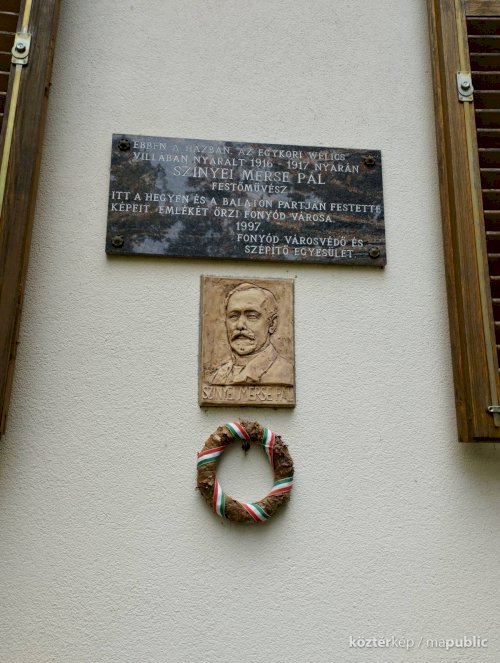 EBBEN A HÁZBAN, AZ EGYKORI WELICS
VILLÁBAN NYARALT 1916 - 1917 NYARÁN
SZINYEI MERSE PÁL
FESTŐMŰVÉSZ
ITT A HEGYEN ÉS A BALATON PARTJÁN FESTETTE
KÉPEIT. EMLÉKÉT ŐRZI FONYÓD VÁROSA.
1997.
FONYÓD VÁROSVÉDŐ ÉS
SZÉPÍTŐ EGYESÜLET.
SZINYEI MERSE PÁL
köztérkép / mapublic